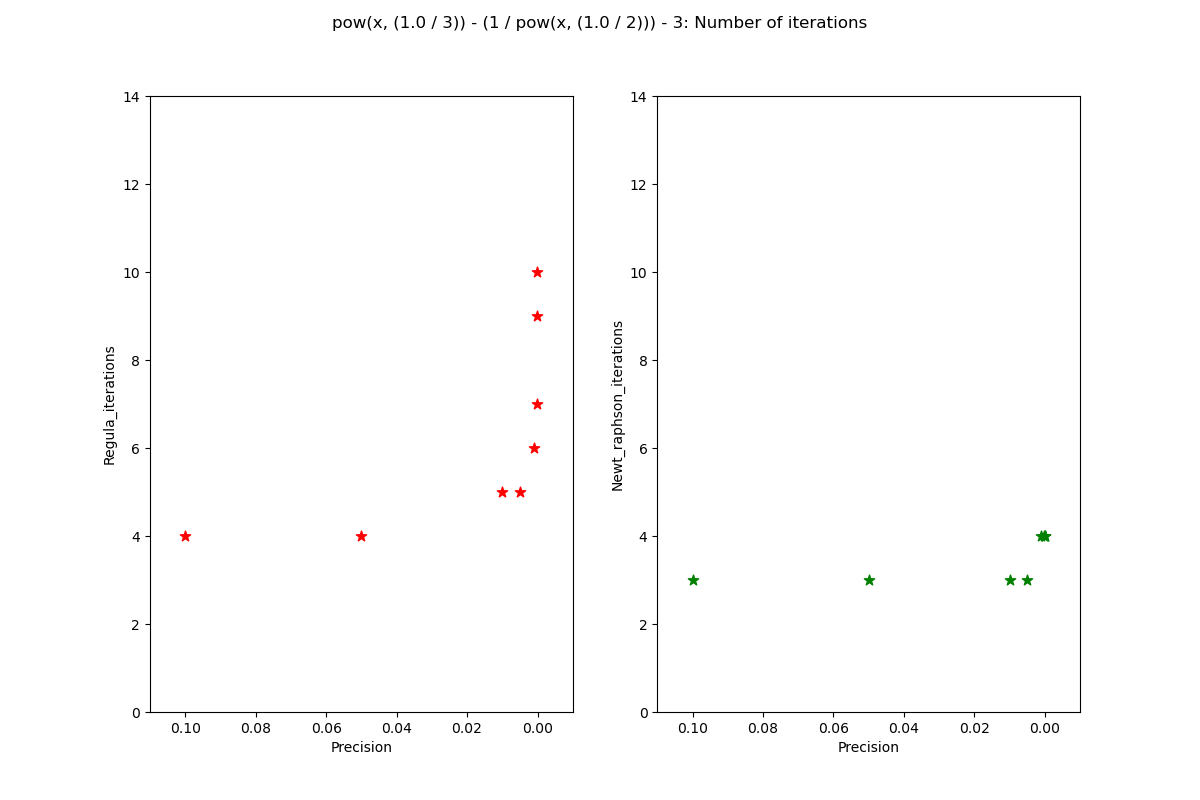 pow(x, (1.0 / 3)) - (1 / pow(x, (1.0 / 2))) - 3: Number of iterations
14
12
10
8
6
4
2
0
Regula_iterations
0.10 0.08 0.06 0.04 0.02 0.00
Precision
14
12
10
8
6
4
2
0
Newt_raphson_iterations
0.10 0.08 0.06 0.04 0.02 0.00
Precision